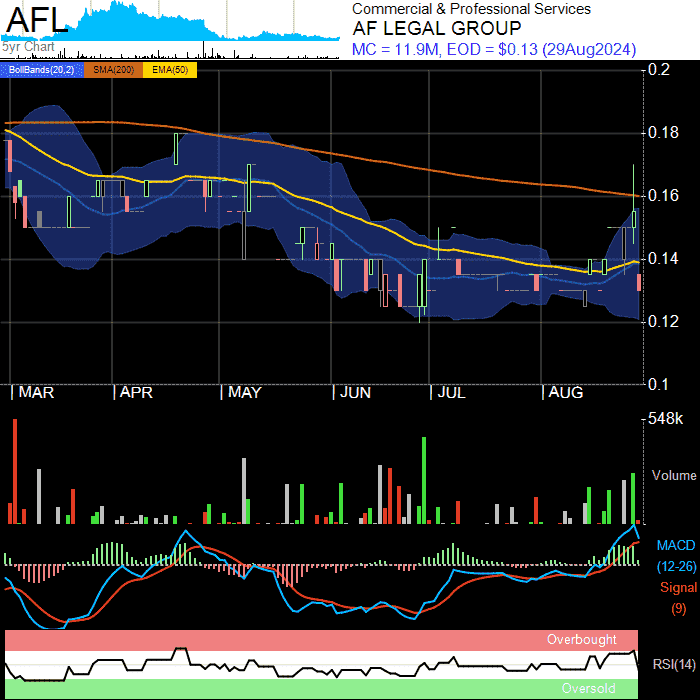 AFL
5yr Chart
Commercial & Professional Services
AF LEGAL GROUP
MC = 11.9M, EOD = $0.13 (29Aug2024)
BollBands(20,2) SMA(200) EMA(50)
0.2
0.18
0.16
0.14
0.12
0.1
MAR APR MAY JUN JUL AUG
548k
Volume
MACD
(12-26)
Signal
(9)
Overbought
RSI(14)
Oversold